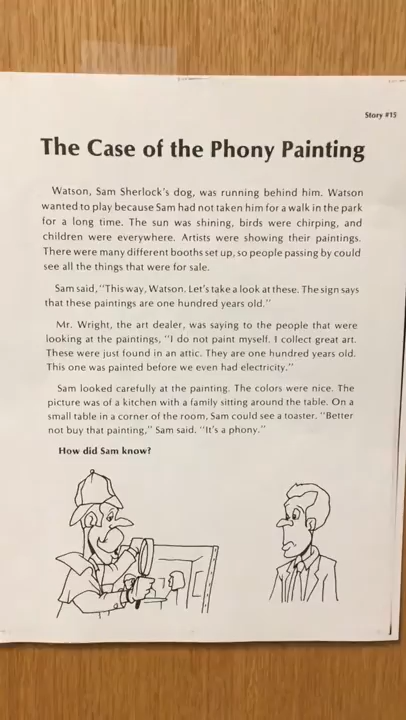 Story #15
The Case of the Phony Painting
Watson, Sam Sherlock's dog, was running behind him. Watson
wanted to play because Sam had not taken him for a walk in the park
for a long time. The sun was shining, birds were chirping, and
children were everywhere. Artists were showing their paintings.
There were many different booths set up, so people passing by could
see all the things that were for sale.
Sam said, "This way, Watson. Let's take a look at these. The sign says
that these paintings are one hundred years old."
Mr. Wright, the art dealer, was saying to the people that were
looking at the paintings, "I do not paint myself. I collect great art.
These were just found in an attic. They are one hundred years old.
This one was painted before we even had electricity."
Sam looked carefully at the painting. The colors were nice. The
picture was of a kitchen with a family sitting around the table. On a
small table in a corner of the room, Sam could see a toaster. "Better
not buy that painting," Sam said. "It's a phony."
How did Sam know?